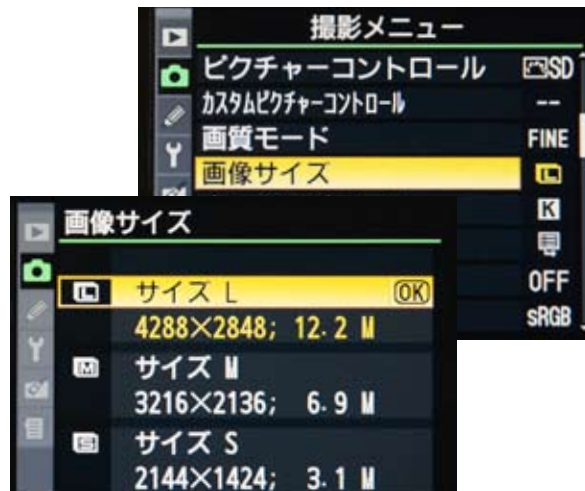 撮影メニュー
ピクチャーコントロール SD
カスタムピクチャーコントロール --
画質モード FINE
画像サイズ L
K
OFF
sRGB
画像サイズ
L サイズ L OK
4288×2848; 12.2 M
M サイズ M
3216×2136; 6.9 M
S サイズ S
2144×1424; 3.1 M